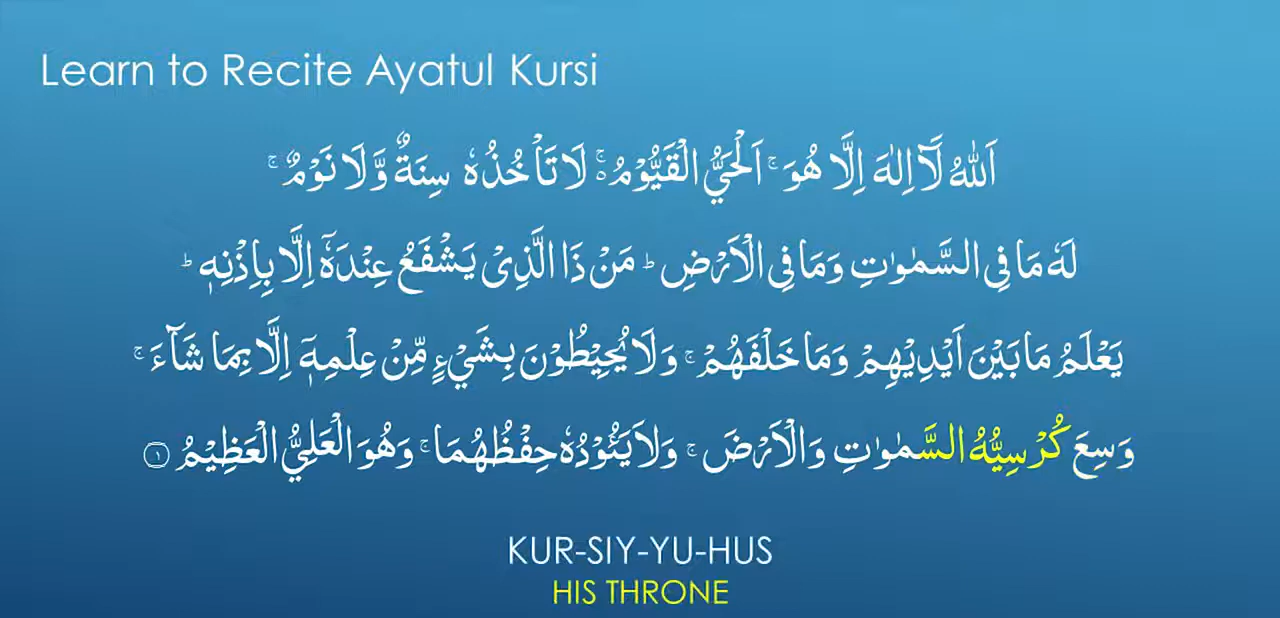 Learn to Recite Ayatul Kursi
اَللّٰهُ لَآ اِلٰهَ اِلَّا هُوَ ۚ اَلْحَيُّ الْقَيُّوْمُ ۚ لَا تَاْخُذُهٗ سِنَةٌ وَّلَا نَوْمٌ ۚ
لَهٗ مَا فِى السَّمٰوٰتِ وَمَا فِى الْاَرْضِ ؕ مَنْ ذَا الَّذِىْ يَشْفَعُ عِنْدَهٗٓ اِلَّا بِاِذْنِهٖ ؕ
يَعْلَمُ مَا بَيْنَ اَيْدِيْهِمْ وَمَا خَلْفَهُمْ ۚ وَلَا يُحِيْطُوْنَ بِشَيْءٍ مِّنْ عِلْمِهٖٓ اِلَّا بِمَا شَآءَ ۚ
وَسِعَ كُرْسِيُّهُ السَّمٰوٰتِ وَالْاَرْضَ ۚ وَلَا يَئُوْدُهٗ حِفْظُهُمَا ۚ وَهُوَ الْعَلِيُّ الْعَظِيْمُ ۝١
KUR-SIY-YU-HUS
HIS THRONE